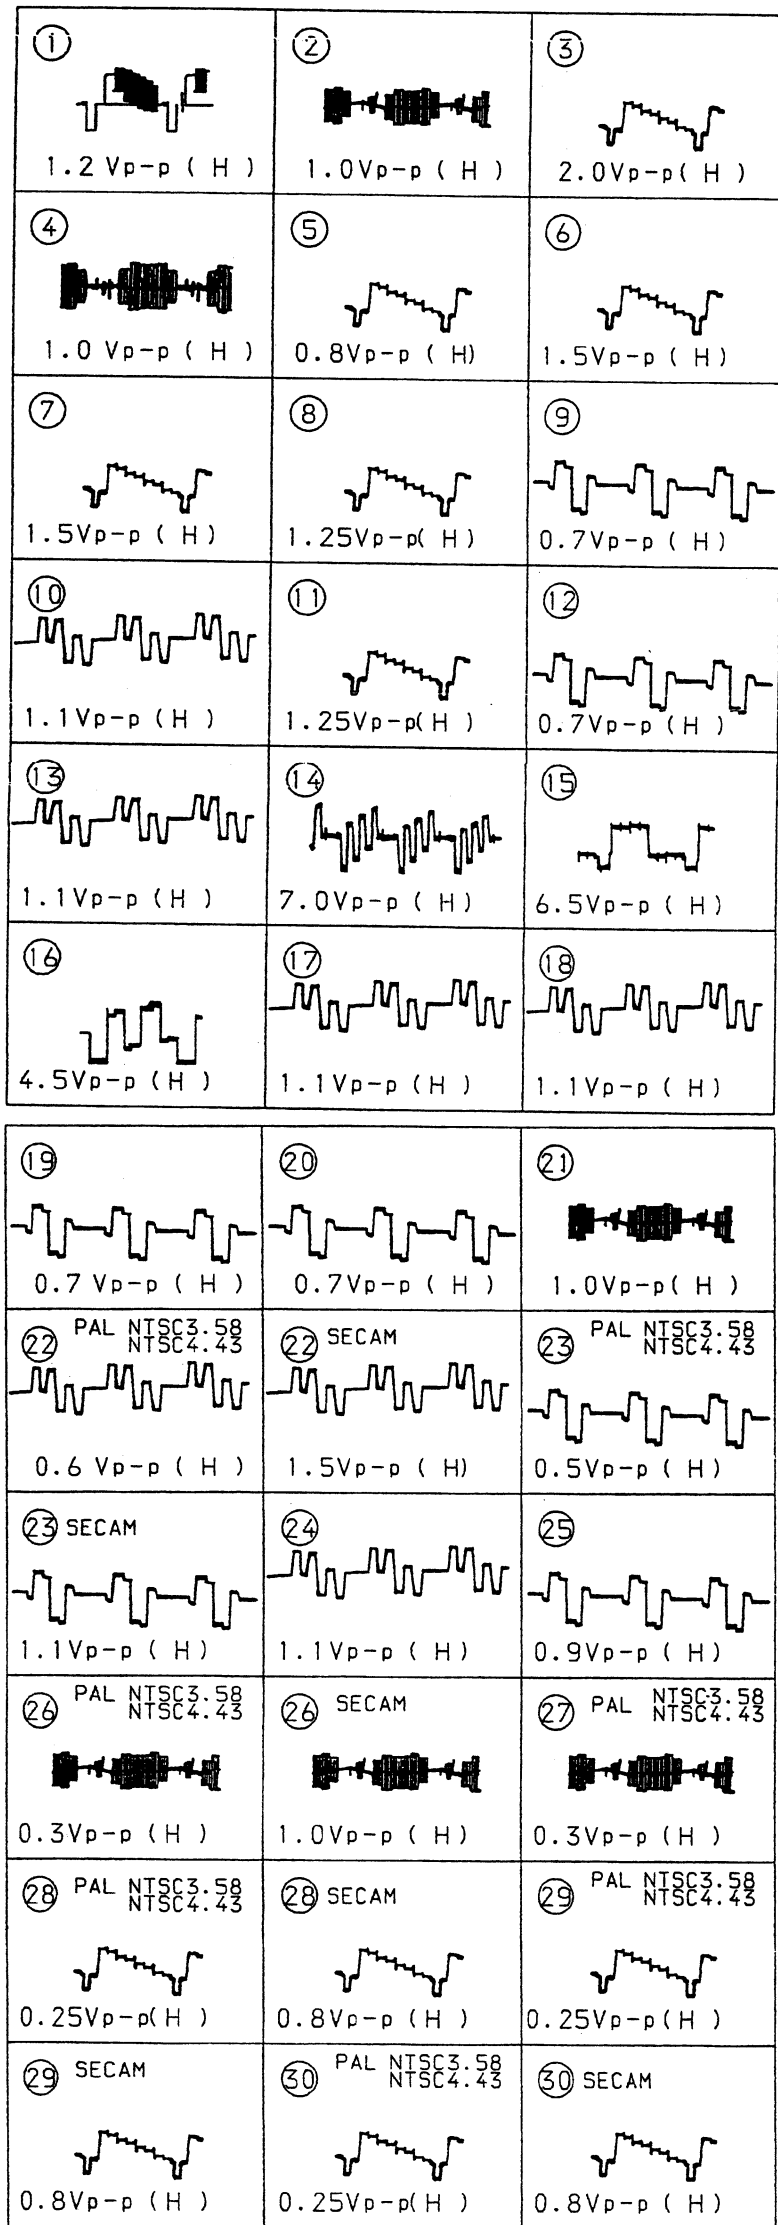 1
1.2 Vp-p ( H )
2
1.0Vp-p ( H )
3
2.0Vp-p( H )
4
1.0 Vp-p ( H )
5
0.8Vp-p ( H)
6
1.5Vp-p ( H )
7
1.5Vp-p ( H )
8
1.25Vp-p( H )
9
0.7Vp-p ( H )
10
1.1Vp-p ( H )
11
1.25Vp-p( H )
12
0.7Vp-p ( H )
13
1.1Vp-p ( H )
14
7.0Vp-p ( H )
15
6.5Vp-p ( H )
16
4.5Vp-p ( H )
17
1.1Vp-p ( H )
18
1.1Vp-p ( H )
19
0.7 Vp-p ( H )
20
0.7Vp-p ( H )
21
1.0Vp-p( H )
22 PAL NTSC3.58
NTSC4.43
0.6 Vp-p ( H )
22 SECAM
1.5Vp-p ( H)
23 PAL NTSC3.58
NTSC4.43
0.5Vp-p ( H )
23 SECAM
1.1Vp-p ( H )
24
1.1Vp-p ( H )
25
0.9Vp-p ( H )
26 PAL NTSC3.58
NTSC4.43
0.3Vp-p ( H )
26 SECAM
1.0Vp-p ( H )
27 PAL NTSC3.58
NTSC4.43
0.3Vp-p ( H )
28 PAL NTSC3.58
NTSC4.43
0.25Vp-p( H )
28 SECAM
0.8Vp-p ( H )
29 PAL NTSC3.58
NTSC4.43
0.25Vp-p ( H )
29 SECAM
0.8Vp-p ( H )
30 PAL NTSC3.58
NTSC4.43
0.25Vp-p( H )
30 SECAM
0.8Vp-p ( H )